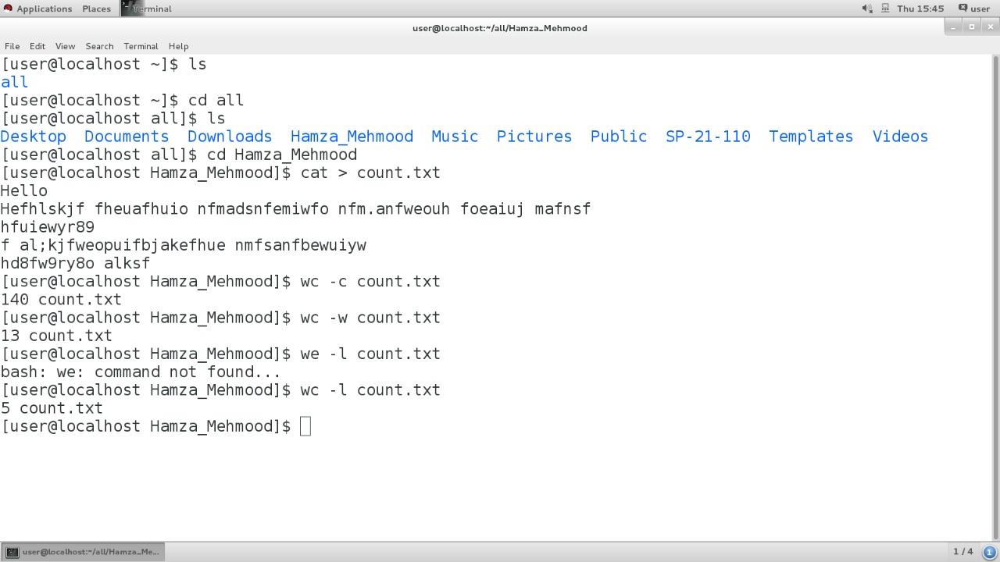 Applications Places Terminal Thu 15:45 user
user@localhost:~/all/Hamza_Mehmood
File Edit View Search Terminal Help
[user@localhost ~]$ ls
all
[user@localhost ~]$ cd all
[user@localhost all]$ ls
Desktop Documents Downloads Hamza_Mehmood Music Pictures Public SP-21-110 Templates Videos
[user@localhost all]$ cd Hamza_Mehmood
[user@localhost Hamza_Mehmood]$ cat > count.txt
Hello
Hefhlskjf fheuafhuio nfmadsnfemiwfo nfm.anfweouh foeaiuj mafnsf
hfuiewyr89
f al;kjfweopuifbjakefhue nmfsanfbewuiyw
hd8fw9ry8o alksf
[user@localhost Hamza_Mehmood]$ wc -c count.txt
140 count.txt
[user@localhost Hamza_Mehmood]$ wc -w count.txt
13 count.txt
[user@localhost Hamza_Mehmood]$ we -l count.txt
bash: we: command not found...
[user@localhost Hamza_Mehmood]$ wc -l count.txt
5 count.txt
[user@localhost Hamza_Mehmood]$
user@localhost:~/all/Hamza_Me... 1 / 4 1